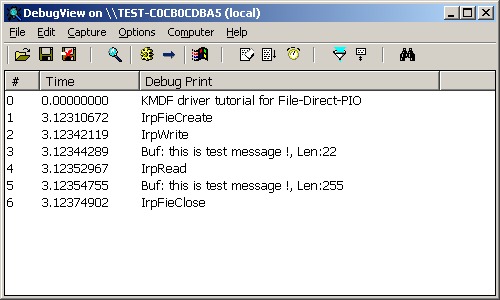 DebugView on \\TEST-C0CB0CDBA5 (local)
File Edit Capture Options Computer Help
# Time Debug Print
0 0.00000000 KMDF driver tutorial for File-Direct-PIO
1 3.12310672 IrpFieCreate
2 3.12342119 IrpWrite
3 3.12344289 Buf: this is test message !, Len:22
4 3.12352967 IrpRead
5 3.12354755 Buf: this is test message !, Len:255
6 3.12374902 IrpFieClose